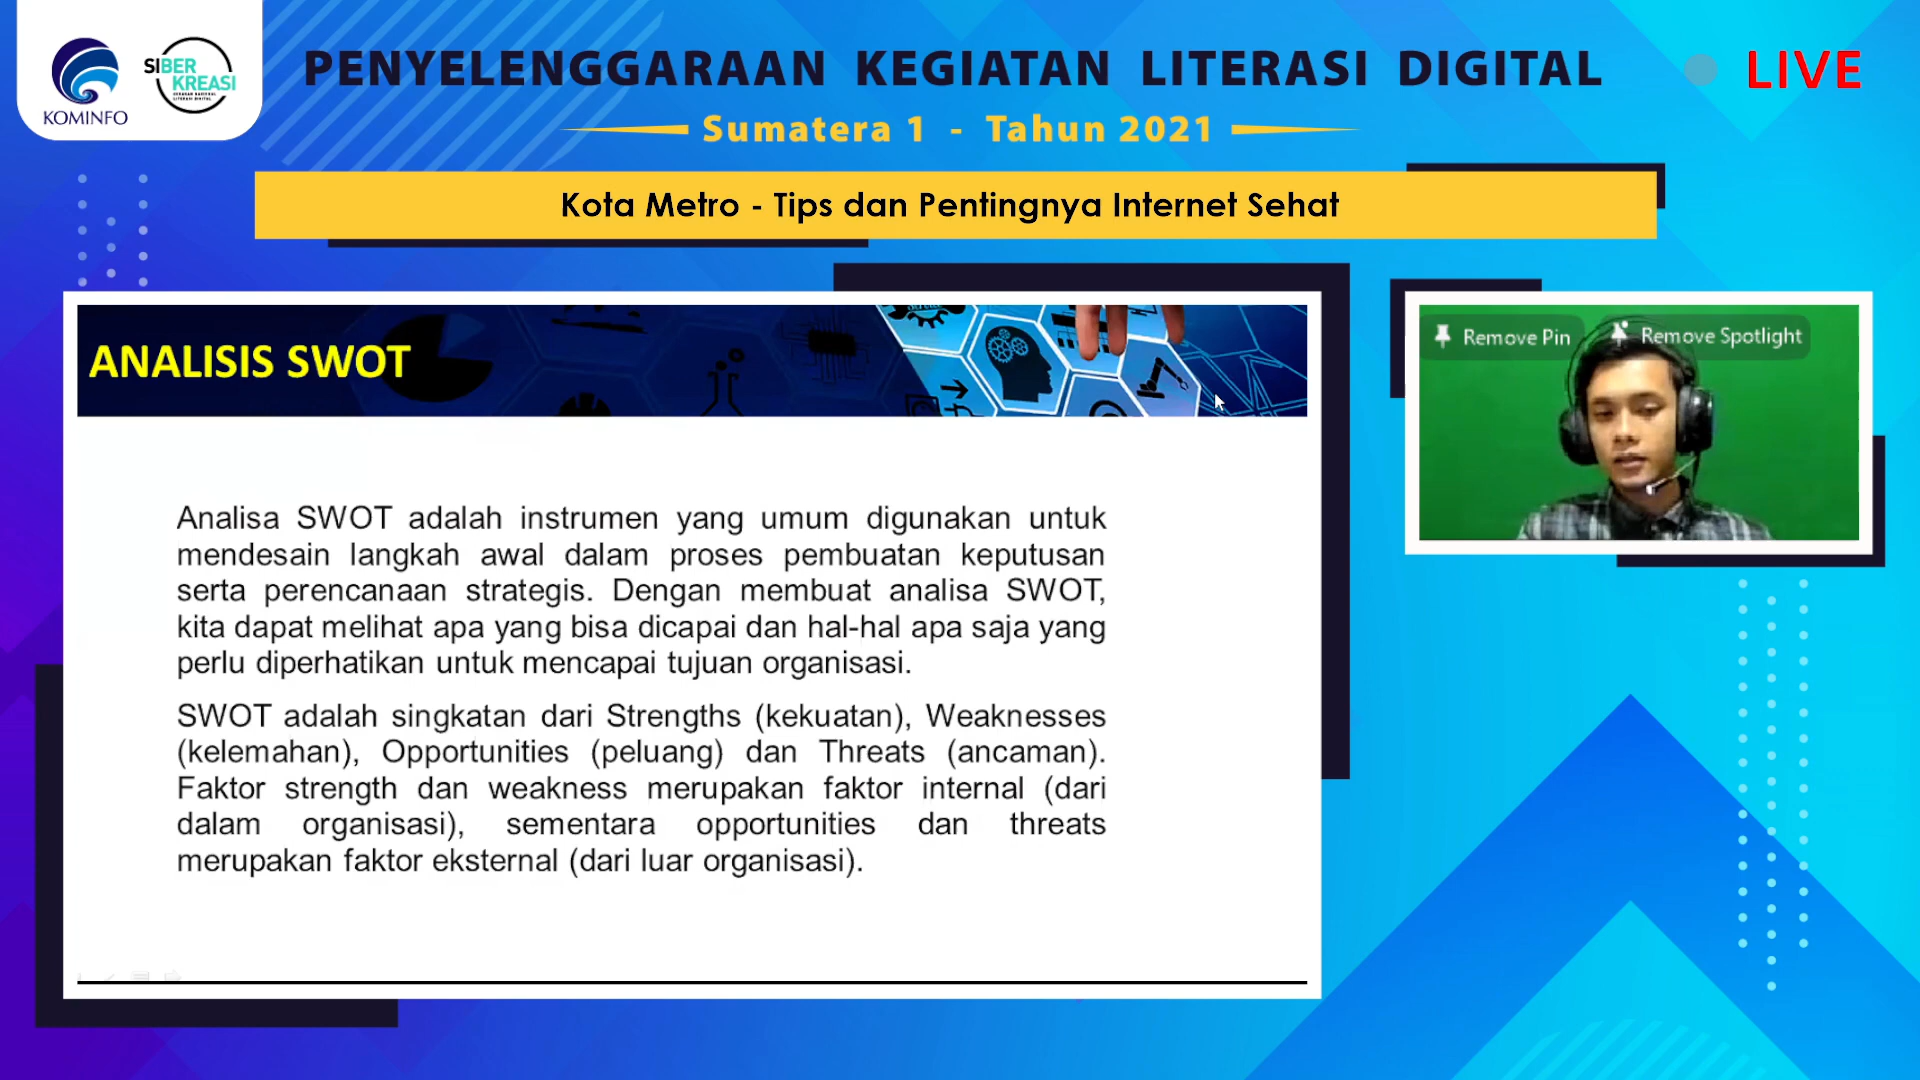 KOMINFO
SIBER
KREASI
PENYELENGGARAAN KEGIATAN LITERASI DIGITAL
LIVE
Sumatera 1 - Tahun 2021
Kota Metro - Tips dan Pentingnya Internet Sehat
ANALISIS SWOT
Remove Pin
Remove Spotlight
Analisa SWOT adalah instrumen yang umum digunakan untuk
mendesain langkah awal dalam proses pembuatan keputusan
serta perencanaan strategis. Dengan membuat analisa SWOT,
kita dapat melihat apa yang bisa dicapai dan hal-hal apa saja yang
perlu diperhatikan untuk mencapai tujuan organisasi.
SWOT adalah singkatan dari Strengths (kekuatan), Weaknesses
(kelemahan), Opportunities (peluang) dan Threats (ancaman).
Faktor strength dan weakness merupakan faktor internal (dari
dalam organisasi), sementara opportunities dan threats
merupakan faktor eksternal (dari luar organisasi).